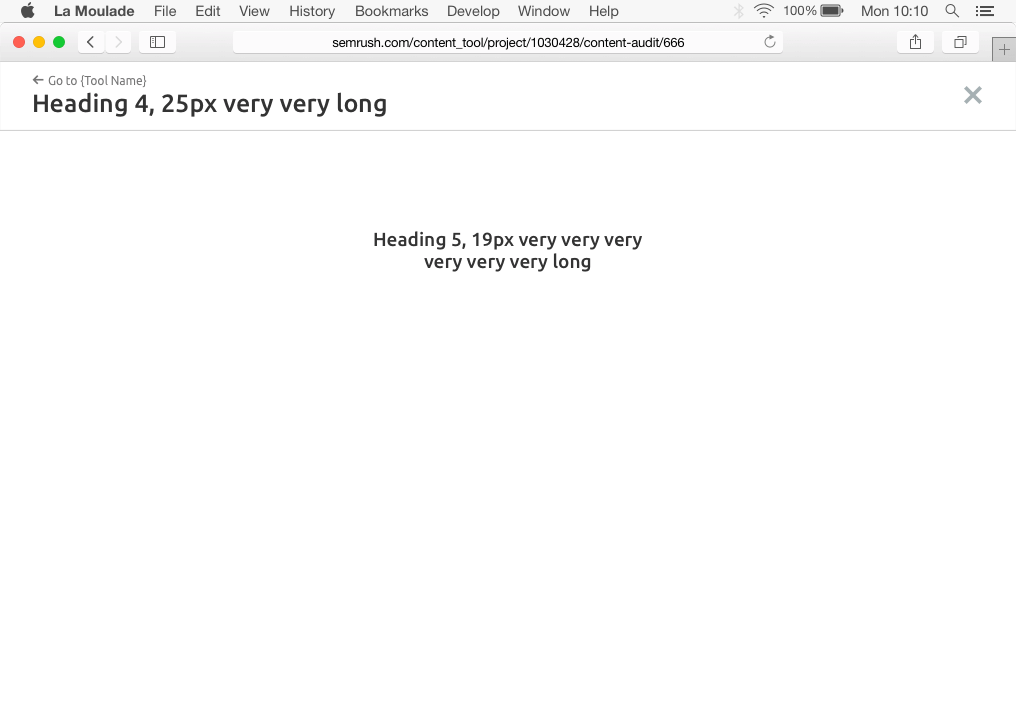 La Moulade File Edit View History Bookmarks Develop Window Help 100% Mon 10:10
semrush.com/content_tool/project/1030428/content-audit/666
Go to {Tool Name}
Heading 4, 25px very very long
Heading 5, 19px very very very
very very very long